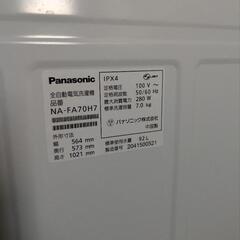 Panasonic
全自動電気洗濯機
品番
NA-FA70H7
外形寸法
幅 564 mm
奥行 573 mm
高さ 1021 mm
IPX4
定格電圧 100 V～
定格周波数 50/60 Hz
最大消費電力 280 W
標準洗濯容量 7.0 kg
パナソニック株式会社
中国製
標準使用水量 92 L
製造番号 2041500521